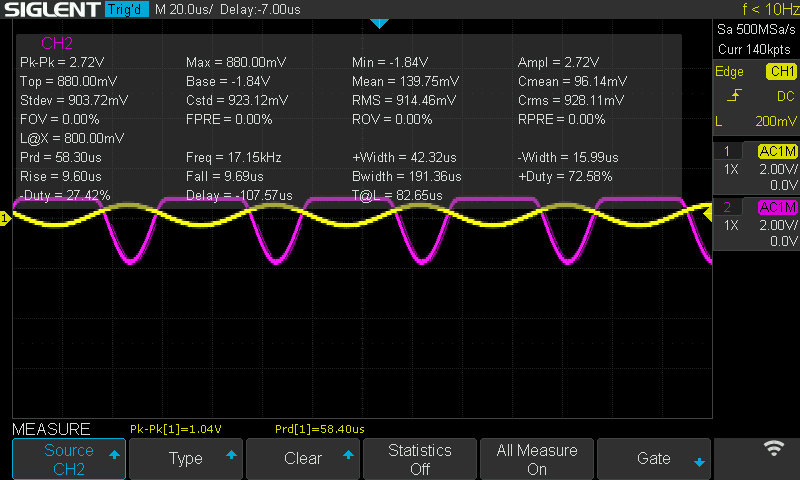 SIGLENT Trig'd M 20.0us/ Delay:-7.00us f < 10Hz
Sa 500MSa/s
Curr 140kpts
Edge CH1
DC
L 200mV
1 AC1M
1X 2.00V/
0.0V
2 AC1M
1X 2.00V/
0.0V
CH2
Pk-Pk = 2.72V Max = 880.00mV Min = -1.84V Ampl = 2.72V
Top = 880.00mV Base = -1.84V Mean = 139.75mV Cmean = 96.14mV
Stdev = 903.72mV Cstd = 923.12mV RMS = 914.46mV Crms = 928.11mV
FOV = 0.00% FPRE = 0.00% ROV = 0.00% RPRE = 0.00%
L@X = 800.00mV
Prd = 58.30us Freq = 17.15kHz +Width = 42.32us -Width = 15.99us
Rise = 9.60us Fall = 9.69us Bwidth = 191.36us +Duty = 72.58%
-Duty = 27.42% Delay = -107.57us T@L = 82.65us
1
MEASURE Pk-Pk[1]=1.04V Prd[1]=58.40us
Source
CH2
Type
Clear
Statistics
Off
All Measure
On
Gate